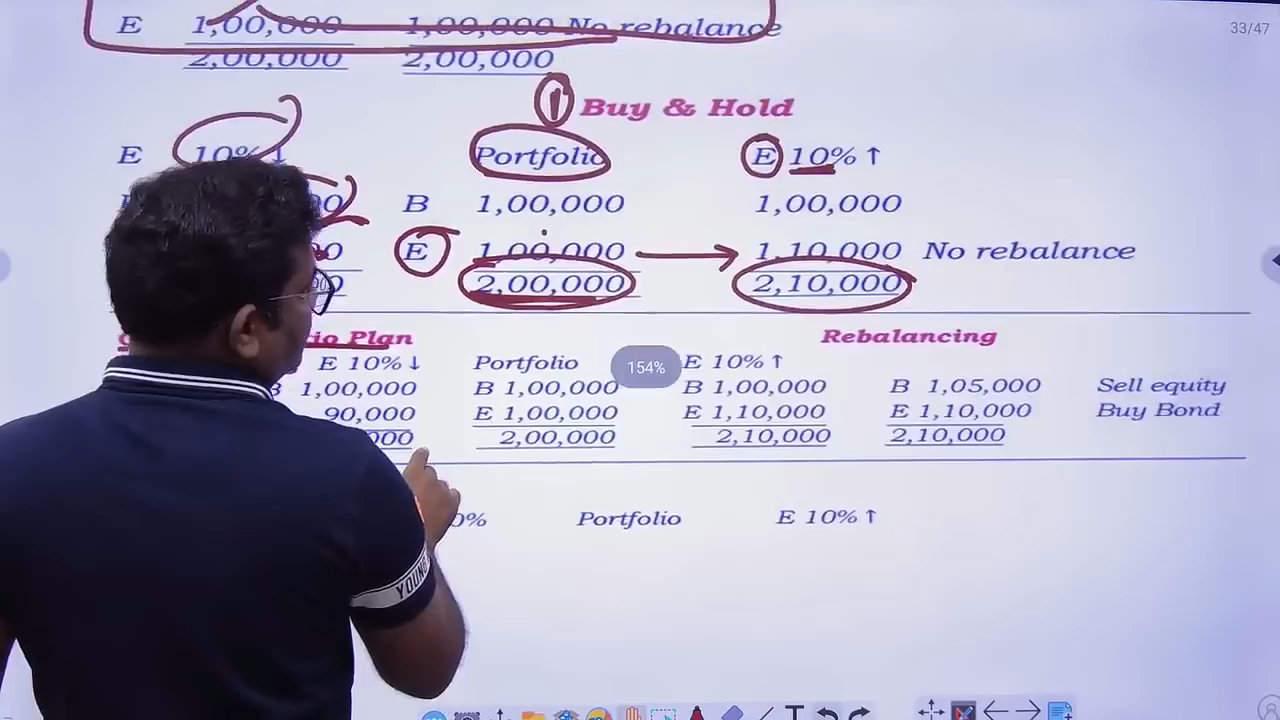 33/47
E 1,00,000 1,00,000 No rebalance
2,00,000 2,00,000
1 Buy & Hold
E 10% ↓ Portfolio E 10% ↑
B 1,00,000 1,00,000
E 1,00,000 1,10,000 No rebalance
2,00,000 2,10,000
Plan Rebalancing
E 10% ↓ Portfolio E 10% ↑
154%
1,00,000 B 1,00,000 B 1,00,000 B 1,05,000 Sell equity
90,000 E 1,00,000 E 1,10,000 E 1,10,000 Buy Bond
2,00,000 2,10,000 2,10,000
0% Portfolio E 10% ↑
YOUNG